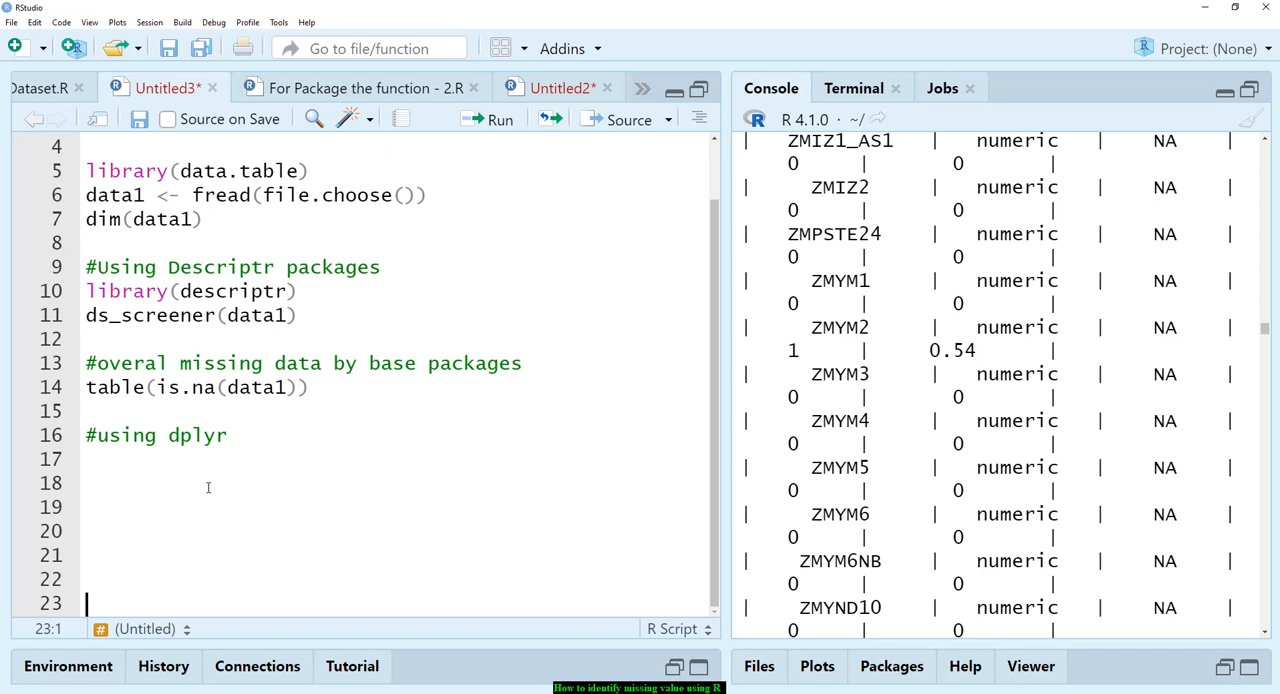 RStudio
File Edit Code View Plots Session Build Debug Profile Tools Help
Go to file/function Addins Project: (None)
Dataset.R Untitled3* For Package the function - 2.R Untitled2*
Source on Save Run Source
4
5 library(data.table)
6 data1 <- fread(file.choose())
7 dim(data1)
8
9 #Using Descriptr packages
10 library(descriptr)
11 ds_screener(data1)
12
13 #overal missing data by base packages
14 table(is.na(data1))
15
16 #using dplyr
17
18
19
20
21
22
23
23:1 (Untitled) R Script
Environment History Connections Tutorial
Console Terminal Jobs
R 4.1.0 · ~/
| ZMIZ1_AS1 | numeric | NA |
0 | 0 |
| ZMIZ2 | numeric | NA |
0 | 0 |
| ZMPSTE24 | numeric | NA |
0 | 0 |
| ZMYM1 | numeric | NA |
0 | 0 |
| ZMYM2 | numeric | NA |
1 | 0.54 |
| ZMYM3 | numeric | NA |
0 | 0 |
| ZMYM4 | numeric | NA |
0 | 0 |
| ZMYM5 | numeric | NA |
0 | 0 |
| ZMYM6 | numeric | NA |
0 | 0 |
| ZMYM6NB | numeric | NA |
0 | 0 |
| ZMYND10 | numeric | NA |
0 | 0 |
Files Plots Packages Help Viewer
How to identify missing value using R